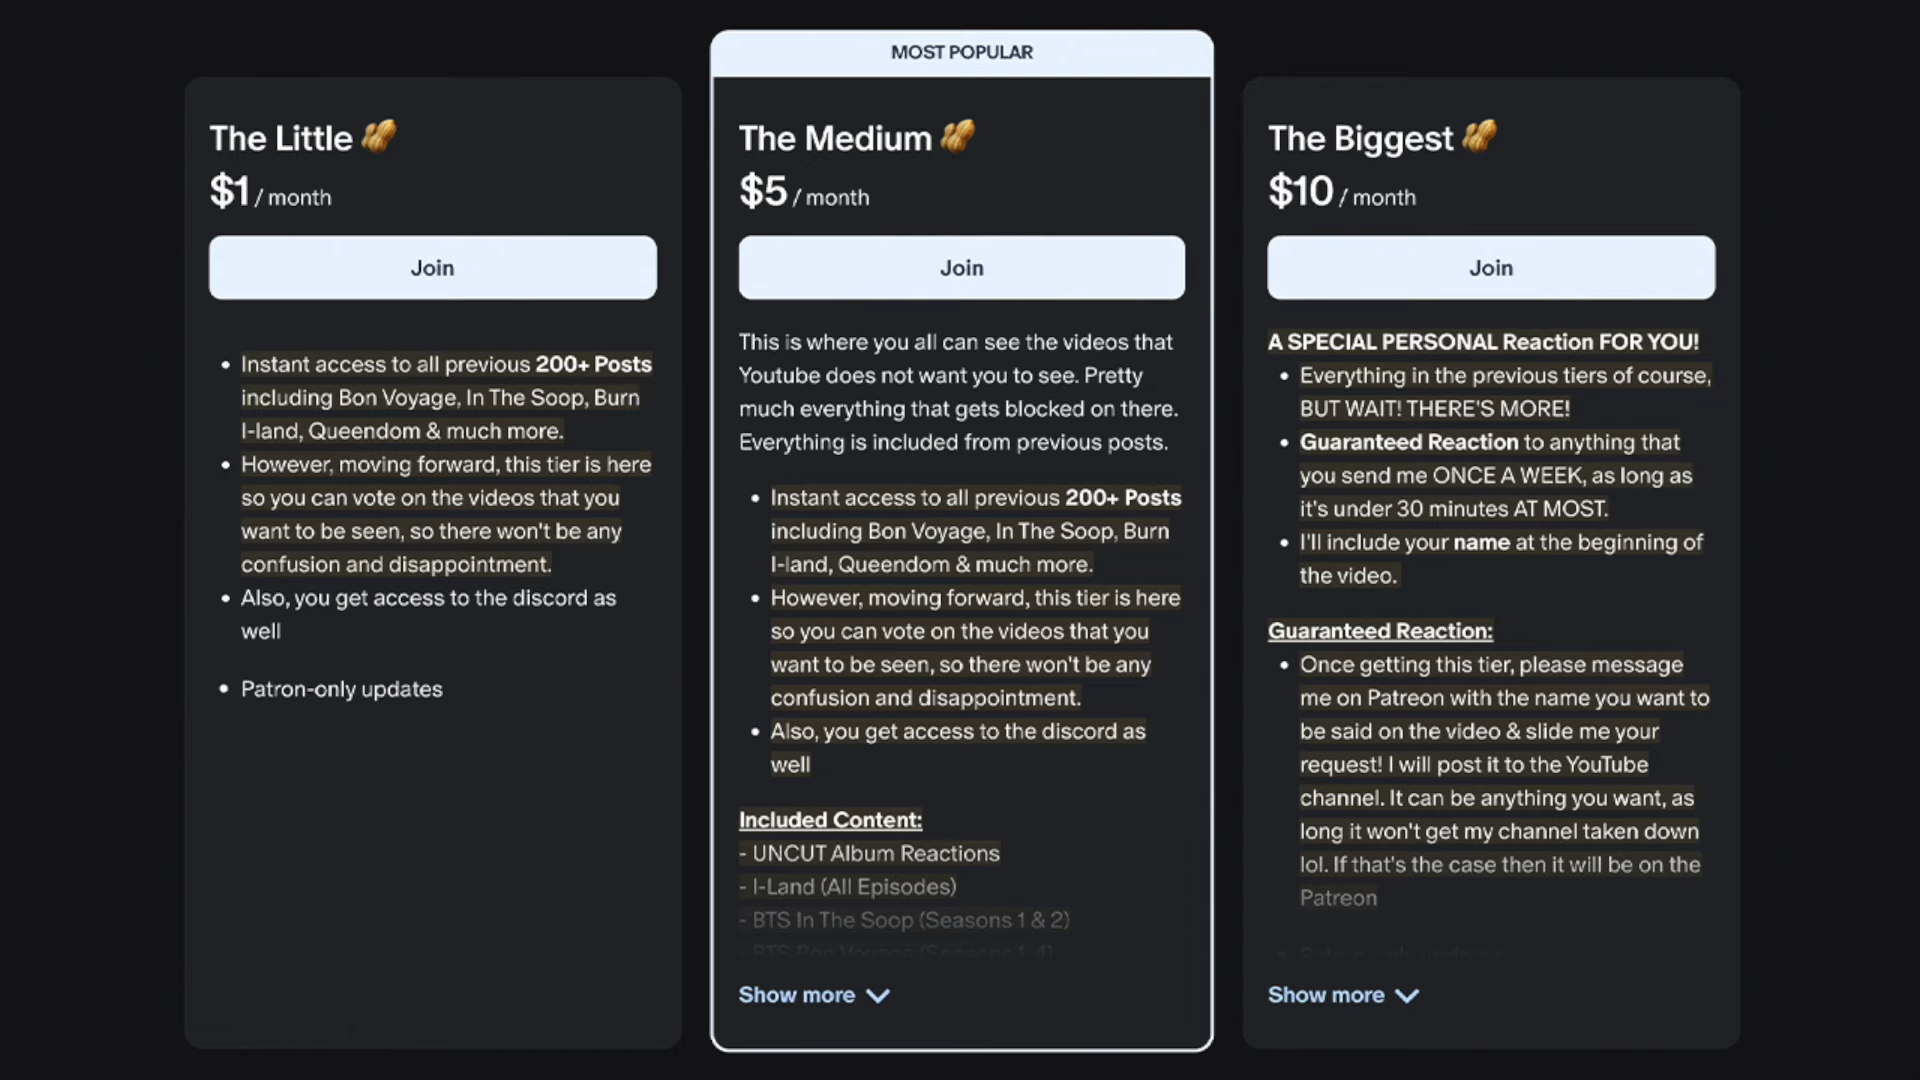 MOST POPULAR
The Little
$1 / month
Join
Instant access to all previous 200+ Posts
including Bon Voyage, In The Soop, Burn
I-land, Queendom & much more.
However, moving forward, this tier is here
so you can vote on the videos that you
want to be seen, so there won't be any
confusion and disappointment.
Also, you get access to the discord as
well
Patron-only updates
The Medium
$5 / month
Join
This is where you all can see the videos that
Youtube does not want you to see. Pretty
much everything that gets blocked on there.
Everything is included from previous posts.
Instant access to all previous 200+ Posts
including Bon Voyage, In The Soop, Burn
I-land, Queendom & much more.
However, moving forward, this tier is here
so you can vote on the videos that you
want to be seen, so there won't be any
confusion and disappointment.
Also, you get access to the discord as
well
Included Content:
- UNCUT Album Reactions
- I-Land (All Episodes)
- BTS In The Soop (Seasons 1 & 2)
- BTS Bon Voyage (Seasons 1-4)
Show more
The Biggest
$10 / month
Join
A SPECIAL PERSONAL Reaction FOR YOU!
Everything in the previous tiers of course,
BUT WAIT! THERE'S MORE!
Guaranteed Reaction to anything that
you send me ONCE A WEEK, as long as
it's under 30 minutes AT MOST.
I'll include your name at the beginning of
the video.
Guaranteed Reaction:
Once getting this tier, please message
me on Patreon with the name you want to
be said on the video & slide me your
request! I will post it to the YouTube
channel. It can be anything you want, as
long it won't get my channel taken down
lol. If that's the case then it will be on the
Patreon
Patron-only updates
Show more